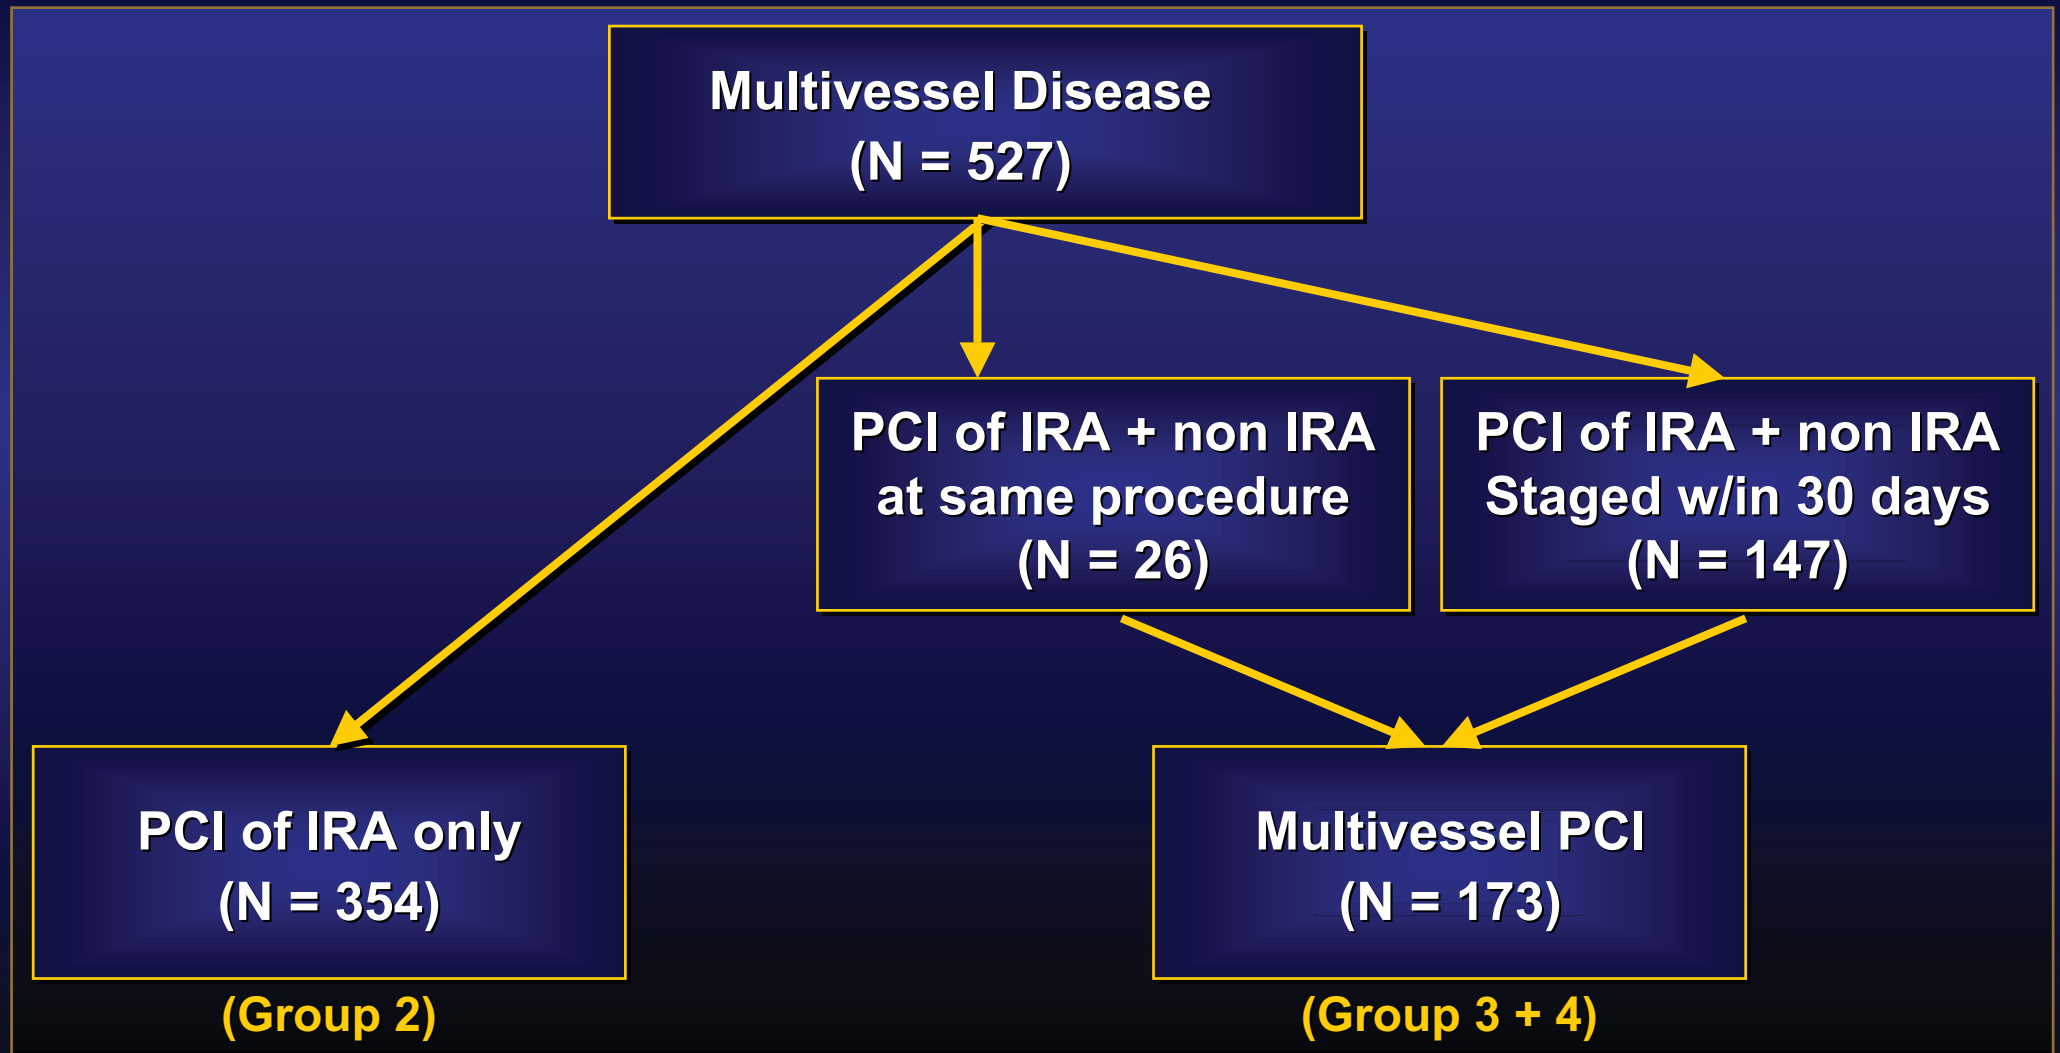 Multivessel Disease
(N = 527)
PCI of IRA + non IRA
at same procedure
(N = 26)
PCI of IRA + non IRA
Staged w/in 30 days
(N = 147)
PCI of IRA only
(N = 354)
(Group 2)
Multivessel PCI
(N = 173)
(Group 3 + 4)